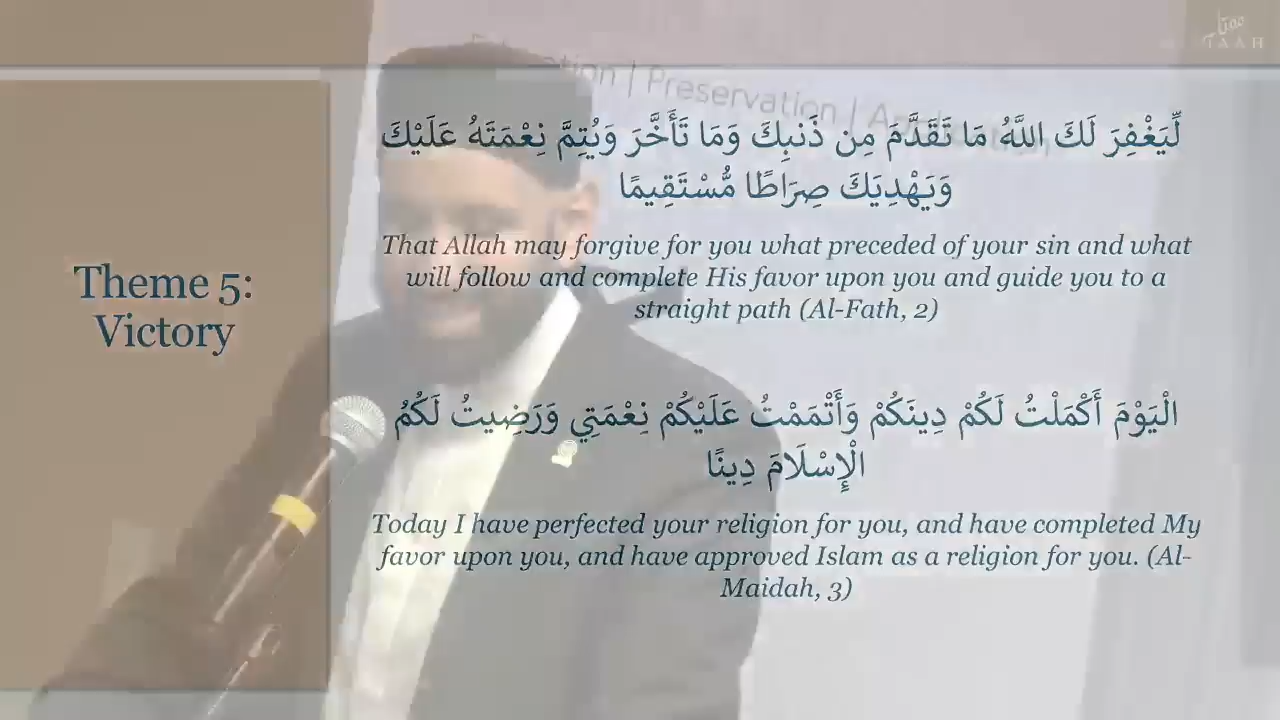 Preservation |
Theme 5:
Victory
لِّيَغْفِرَ لَكَ اللَّهُ مَا تَقَدَّمَ مِن ذَنبِكَ وَمَا تَأَخَّرَ وَيُتِمَّ نِعْمَتَهُ عَلَيْكَ
وَيَهْدِيَكَ صِرَاطًا مُّسْتَقِيمًا
That Allah may forgive for you what preceded of your sin and what
will follow and complete His favor upon you and guide you to a
straight path (Al-Fath, 2)
الْيَوْمَ أَكْمَلْتُ لَكُمْ دِينَكُمْ وَأَتْمَمْتُ عَلَيْكُمْ نِعْمَتِي وَرَضِيتُ لَكُمُ
الْإِسْلَامَ دِينًا
Today I have perfected your religion for you, and have completed My
favor upon you, and have approved Islam as a religion for you. (Al-
Maidah, 3)